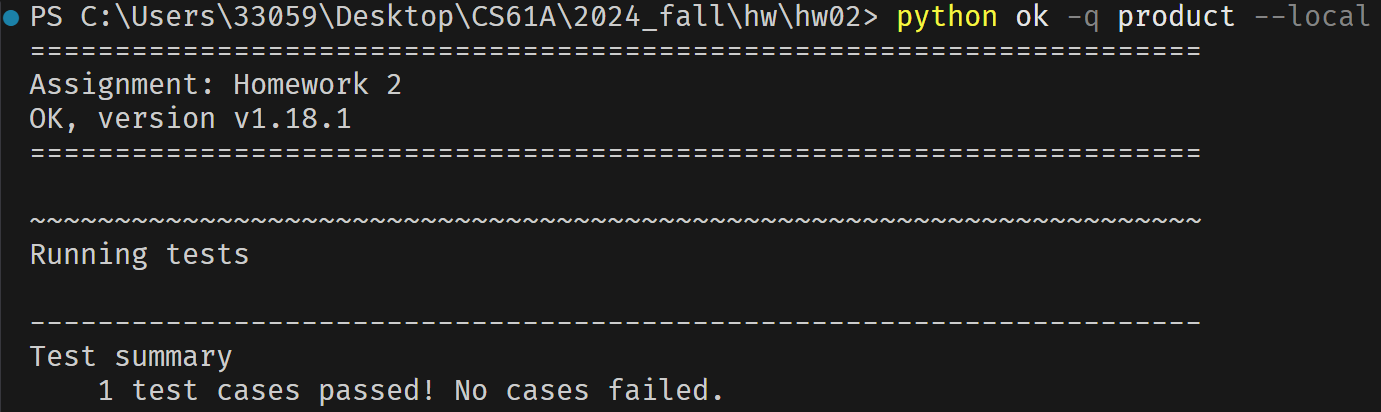 PS C:\Users\33059\Desktop\CS61A\2024_fall\hw\hw02> python ok -q product --local
=====================================================================
Assignment: Homework 2
OK, version v1.18.1
=====================================================================

~~~~~~~~~~~~~~~~~~~~~~~~~~~~~~~~~~~~~~~~~~~~~~~~~~~~~~~~~~~~~~~~~~~~~
Running tests

---------------------------------------------------------------------
Test summary
    1 test cases passed! No cases failed.